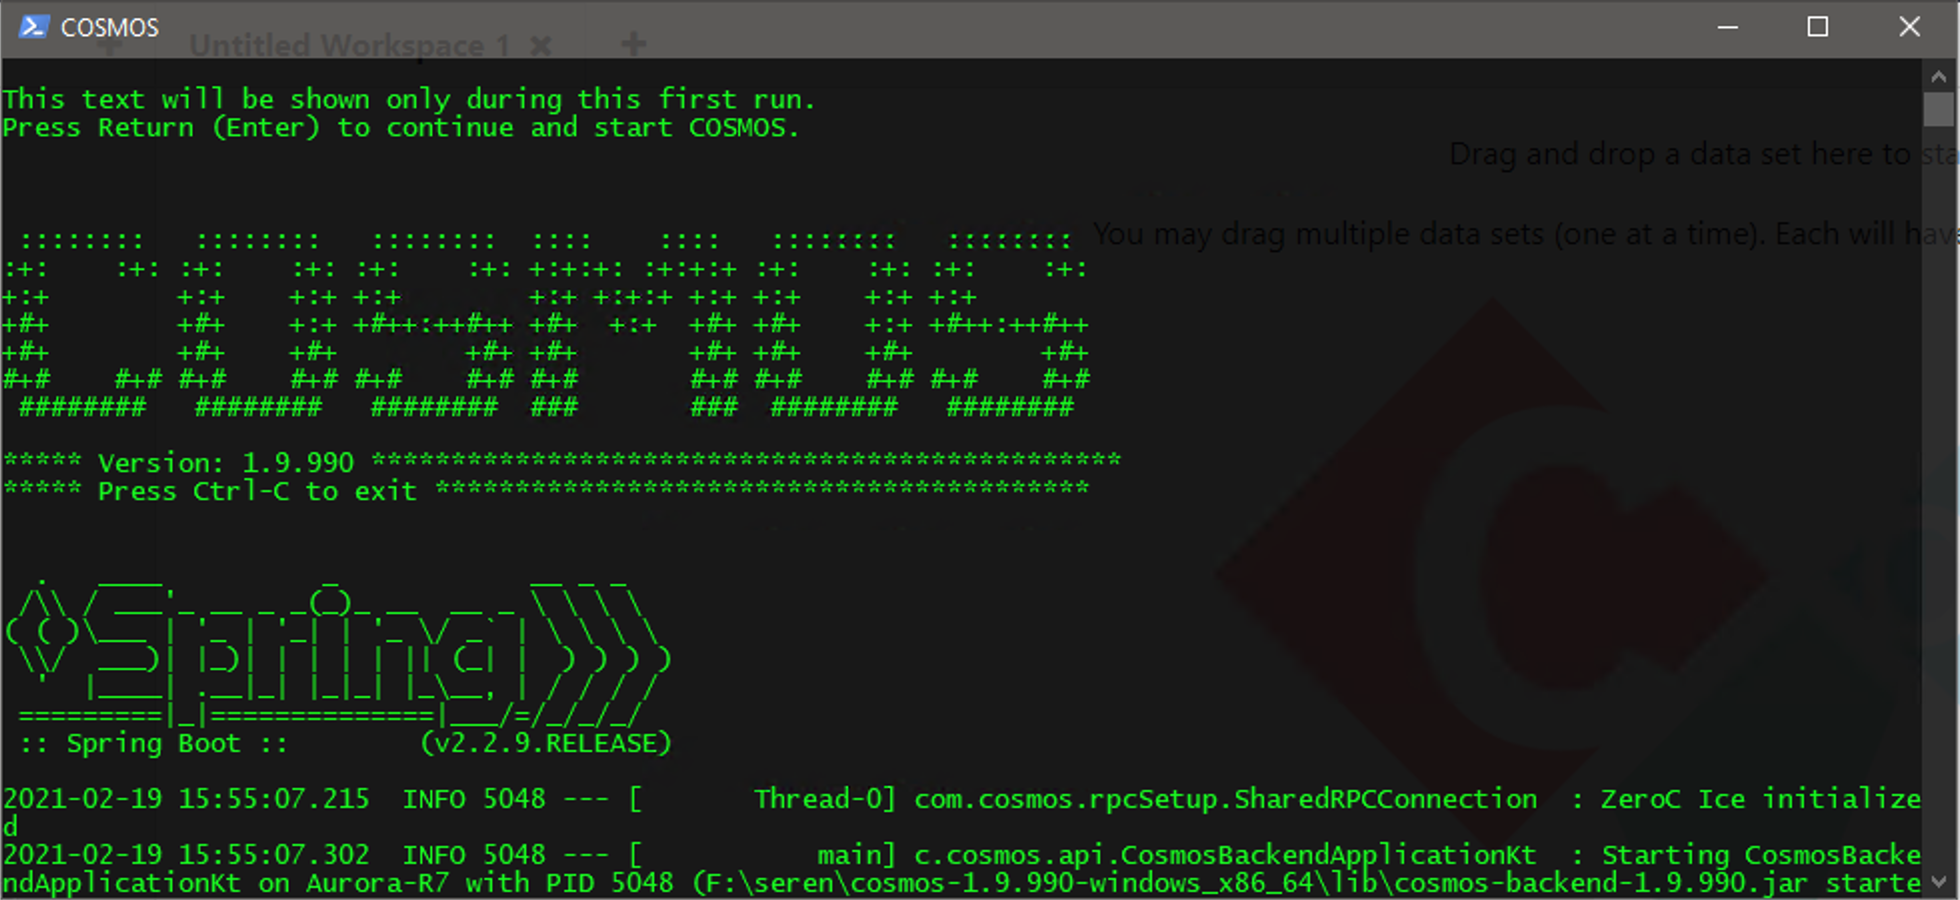 COSMOS
Untitled Workspace 1
This text will be shown only during this first run.
Press Return (Enter) to continue and start COSMOS.
Drag and drop a data set here to sta
You may drag multiple data sets (one at a time). Each will have
COSMOS
***** Version: 1.9.990 ***********************************************
***** Press Ctrl-C to exit *****************************************
Spring
:: Spring Boot :: (v2.2.9.RELEASE)
2021-02-19 15:55:07.215 INFO 5048 --- [ Thread-0] com.cosmos.rpcSetup.SharedRPCConnection : ZeroC Ice initialize
d
2021-02-19 15:55:07.302 INFO 5048 --- [ main] c.cosmos.api.CosmosBackendApplicationKt : Starting CosmosBacke
ndApplicationKt on Aurora-R7 with PID 5048 (F:\seren\cosmos-1.9.990-windows_x86_64\lib\cosmos-backend-1.9.990.jar starte